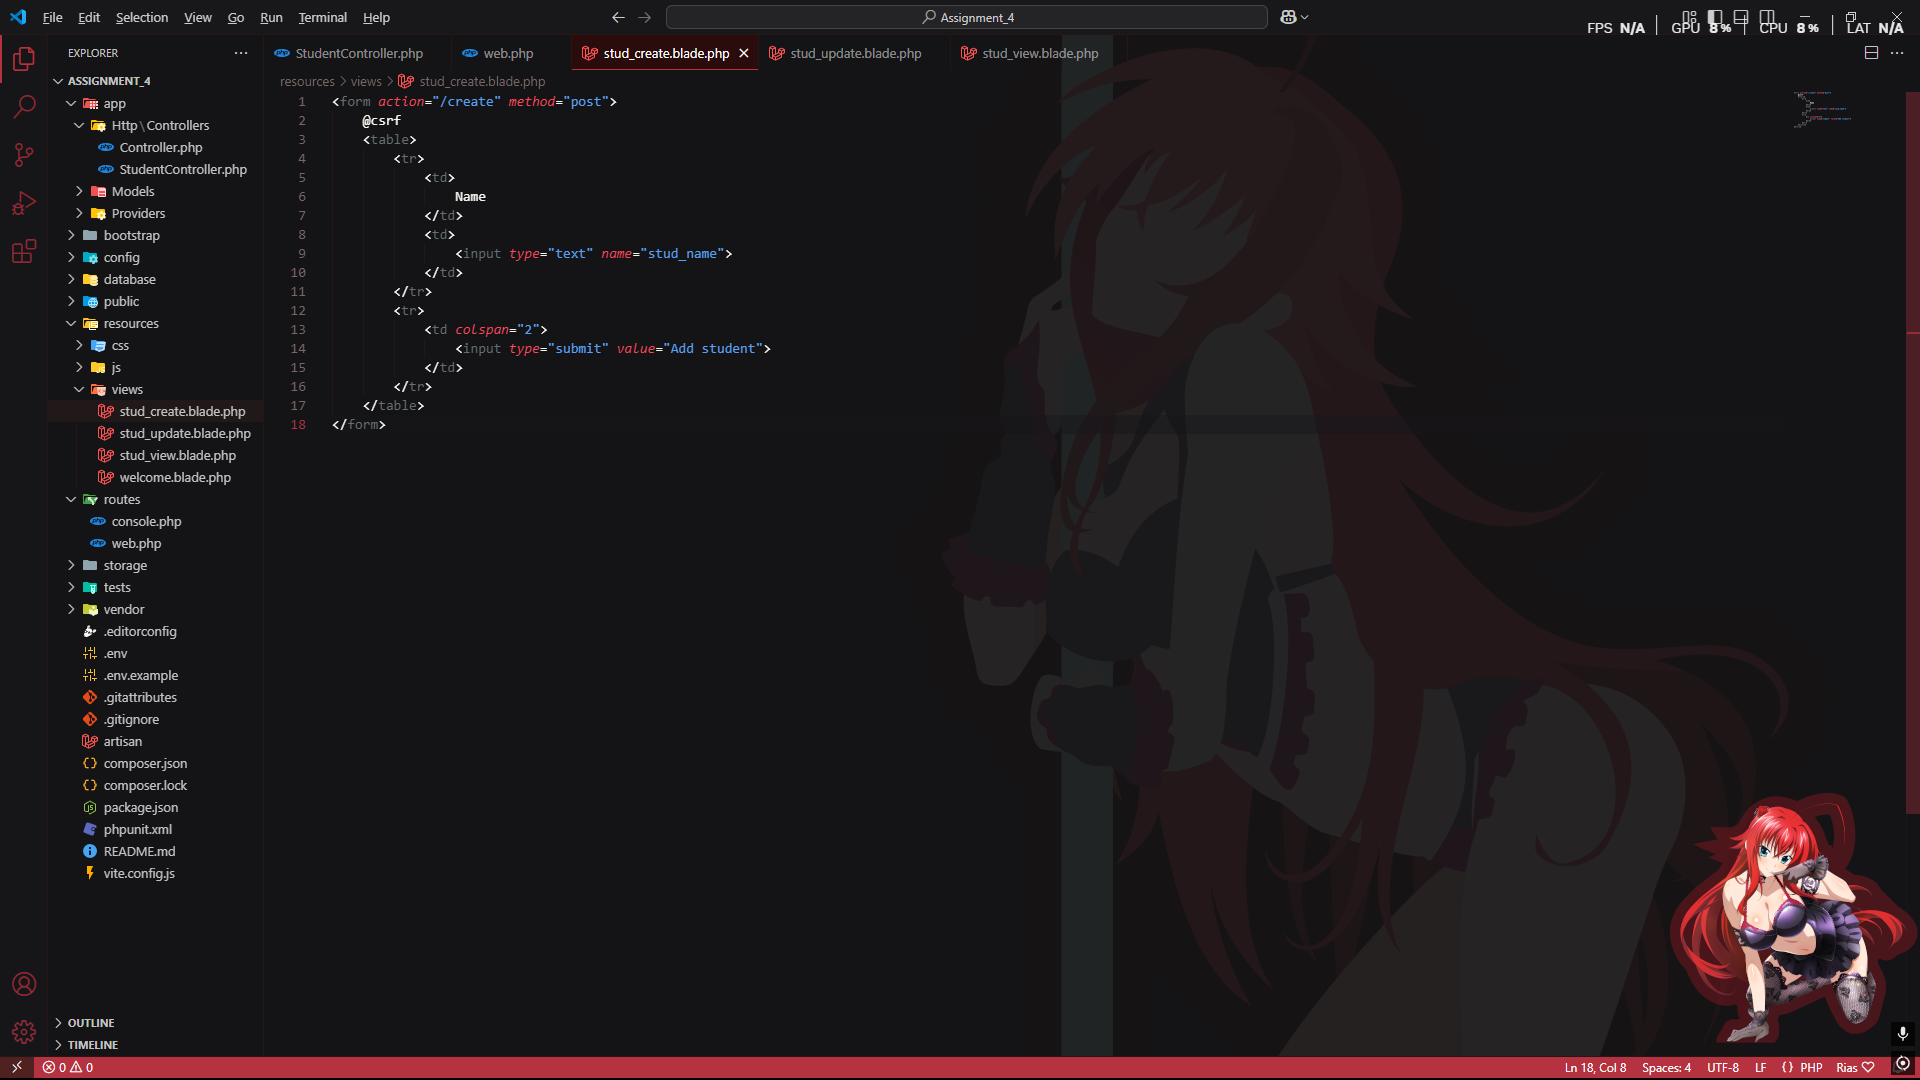 File Edit Selection View Go Run Terminal Help
Assignment_4
FPS N/A GPU 8% CPU 8% LAT N/A
EXPLORER
StudentController.php
web.php
stud_create.blade.php
stud_update.blade.php
stud_view.blade.php
ASSIGNMENT_4
app
Http\Controllers
Controller.php
StudentController.php
Models
Providers
bootstrap
config
database
public
resources
css
js
views
stud_create.blade.php
stud_update.blade.php
stud_view.blade.php
welcome.blade.php
routes
console.php
web.php
storage
tests
vendor
.editorconfig
.env
.env.example
.gitattributes
.gitignore
artisan
composer.json
composer.lock
package.json
phpunit.xml
README.md
vite.config.js
OUTLINE
TIMELINE
resources > views > stud_create.blade.php
1 <form action="/create" method="post">
2 @csrf
3 <table>
4 <tr>
5 <td>
6 Name
7 </td>
8 <td>
9 <input type="text" name="stud_name">
10 </td>
11 </tr>
12 <tr>
13 <td colspan="2">
14 <input type="submit" value="Add student">
15 </td>
16 </tr>
17 </table>
18 </form>
0 0
Ln 18, Col 8 Spaces: 4 UTF-8 LF {} PHP Rias